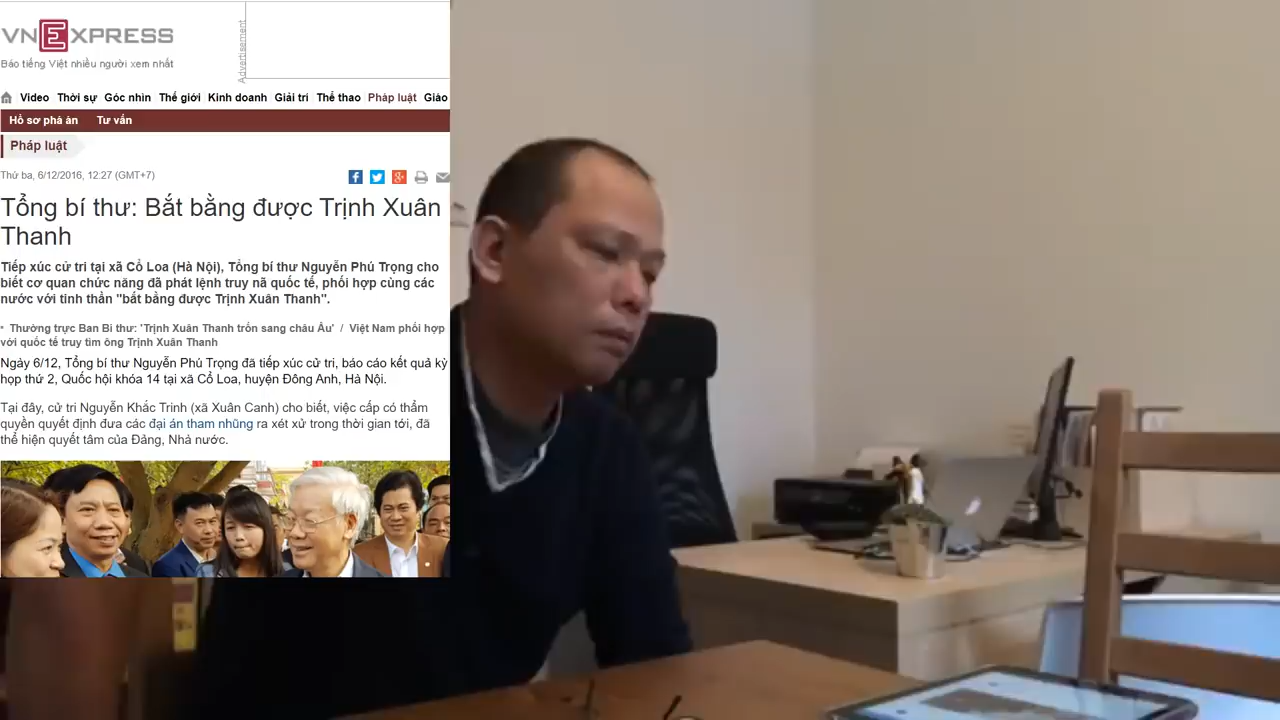 VNEXPRESS
Báo tiếng Việt nhiều người xem nhất
Advertisement
Video Thời sự Góc nhìn Thế giới Kinh doanh Giải trí Thể thao Pháp luật Giáo
Hồ sơ phá án Tư vấn
Pháp luật
Thứ ba, 6/12/2016, 12:27 (GMT+7)
Tổng bí thư: Bắt bằng được Trịnh Xuân
Thanh
Tiếp xúc cử tri tại xã Cổ Loa (Hà Nội), Tổng bí thư Nguyễn Phú Trọng cho
biết cơ quan chức năng đã phát lệnh truy nã quốc tế, phối hợp cùng các
nước với tinh thần "bắt bằng được Trịnh Xuân Thanh".
Thường trực Ban Bí thư: 'Trịnh Xuân Thanh trốn sang châu Âu' / Việt Nam phối hợp
với quốc tế truy tìm ông Trịnh Xuân Thanh
Ngày 6/12, Tổng bí thư Nguyễn Phú Trọng đã tiếp xúc cử tri, báo cáo kết quả kỳ
họp thứ 2, Quốc hội khóa 14 tại xã Cổ Loa, huyện Đông Anh, Hà Nội.
Tại đây, cử tri Nguyễn Khắc Trinh (xã Xuân Canh) cho biết, việc cấp có thẩm
quyền quyết định đưa các đại án tham nhũng ra xét xử trong thời gian tới, đã
thể hiện quyết tâm của Đảng, Nhà nước.